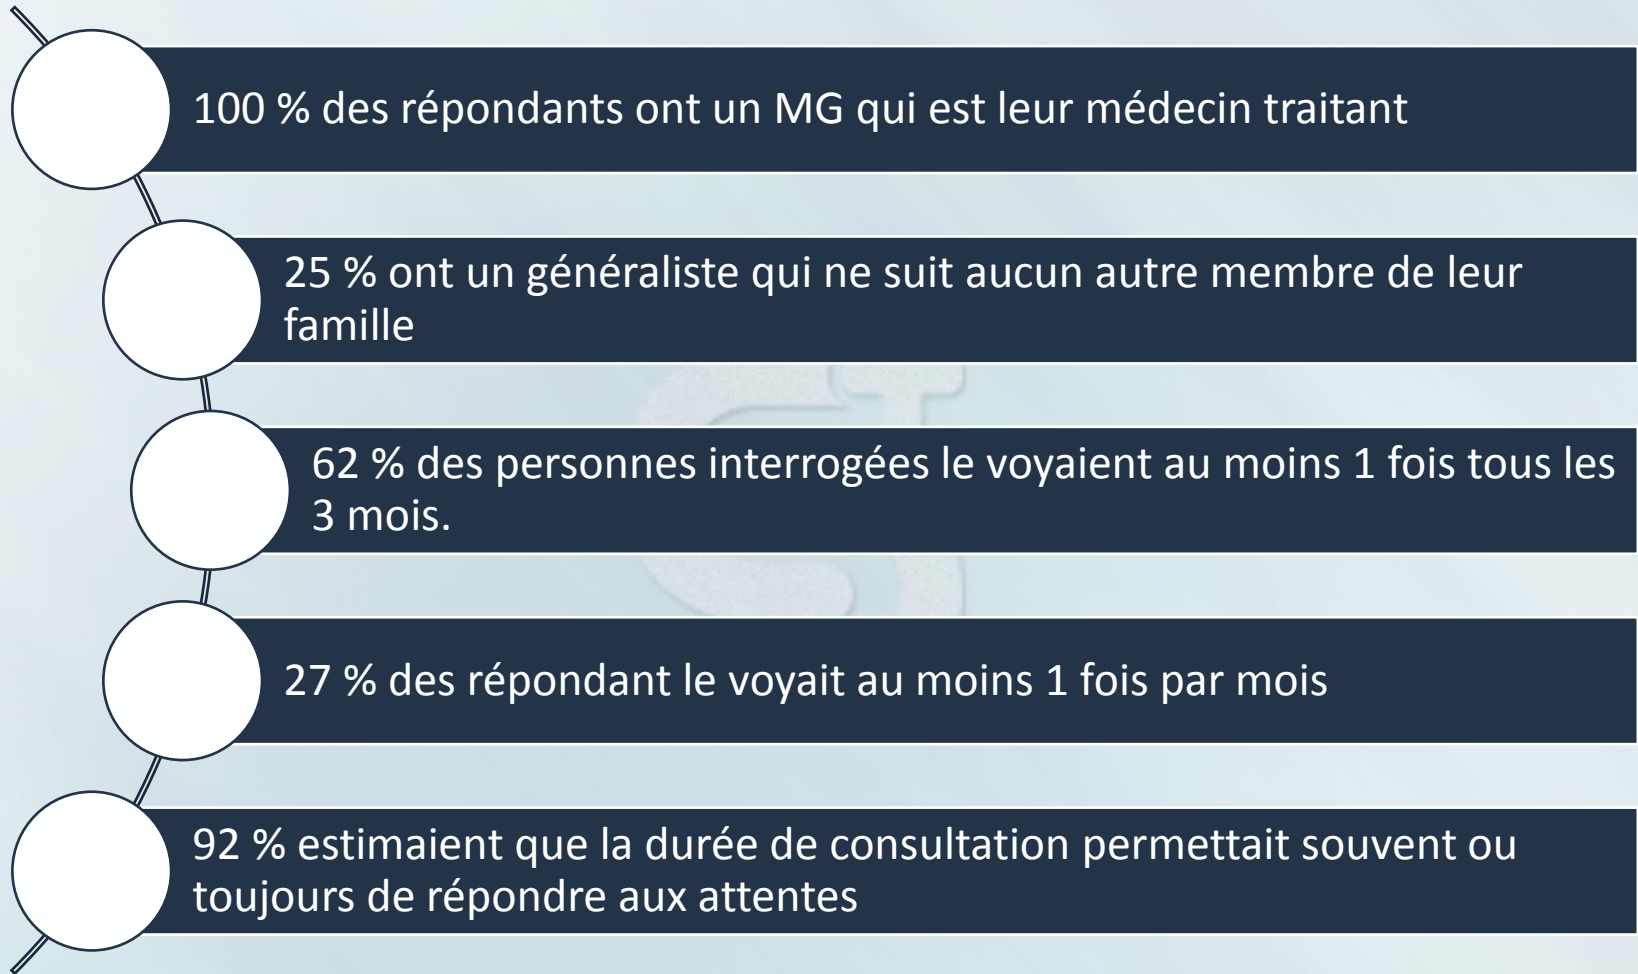 100 % des répondants ont un MG qui est leur médecin traitant
25 % ont un généraliste qui ne suit aucun autre membre de leur
famille
62 % des personnes interrogées le voyaient au moins 1 fois tous les
3 mois.
27 % des répondant le voyait au moins 1 fois par mois
92 % estimaient que la durée de consultation permettait souvent ou
toujours de répondre aux attentes